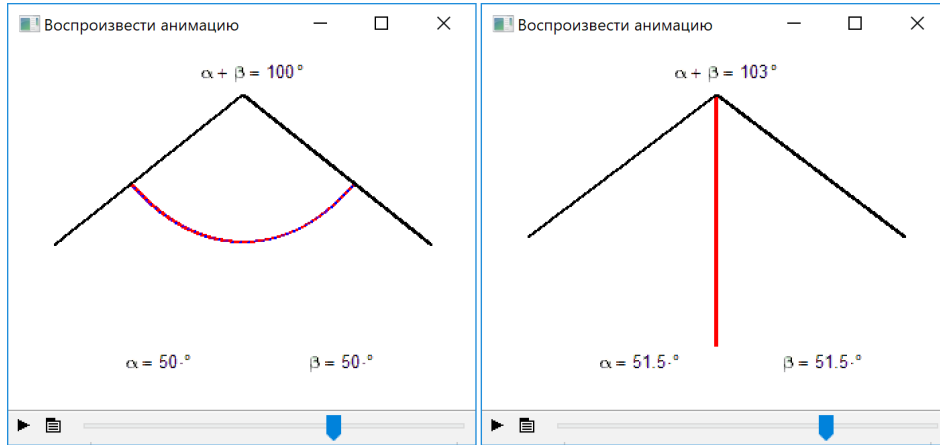 Воспроизвести анимацию
α + β = 100°
α = 50·°
β = 50·°
Воспроизвести анимацию
α + β = 103°
α = 51.5·°
β = 51.5·°